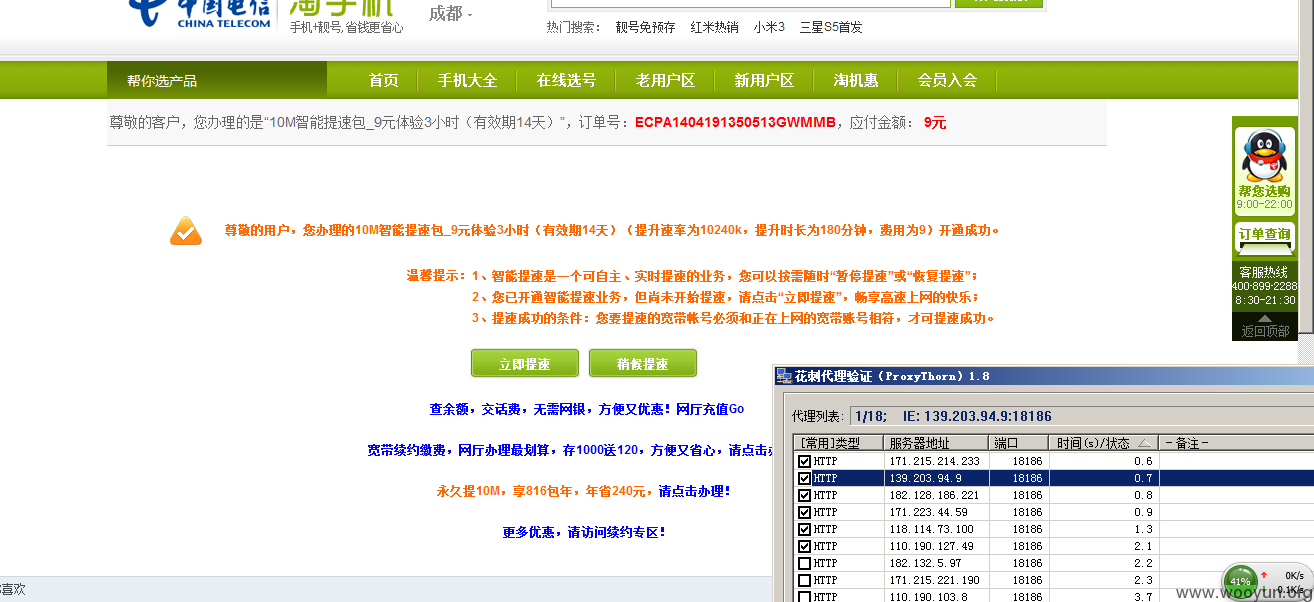 中国电信
CHINA TELECOM
淘手机
手机+靓号,省钱更省心
成都
热门搜索： 靓号免预存 红米热销 小米3 三星S5首发
帮你选产品 首页 手机大全 在线选号 老用户区 新用户区 淘机惠 会员入会
尊敬的客户，您办理的是“10M智能提速包_9元体验3小时（有效期14天）”，订单号：ECPA1404191350513GWMMB，应付金额： 9元
帮您选购
9:00-22:00
订单查询
客服热线
400-899-2288
8:30-21:30
返回顶部
尊敬的用户，您办理的10M智能提速包_9元体验3小时（有效期14天）（提升速率为10240k，提升时长为180分钟，费用为9）开通成功。
温馨提示：1、智能提速是一个可自主、实时提速的业务，您可以按需随时“暂停提速”或“恢复提速”；
2、您已开通智能提速业务，但尚未开始提速，请点击“立即提速”，畅享高速上网的快乐；
3、提速成功的条件：您要提速的宽带帐号必须和正在上网的宽带账号相符，才可提速成功。
立即提速 稍候提速
查余额，交话费，无需网银，方便又优惠！网厅充值Go
宽带续约缴费，网厅办理最划算，存1000送120，方便又省心，请点击
永久提10M，享816包年，年省240元，请点击办理！
更多优惠，请访问续约专区！
喜欢
花刺代理验证（ProxyThorn）1.8
代理列表: 1/18; IE: 139.203.94.9:18186
[常用]类型 服务器地址 端口 时间(s)/状态 -备注-
HTTP 171.215.214.233 18186 0.6
HTTP 139.203.94.9 18186 0.7
HTTP 182.128.186.221 18186 0.8
HTTP 171.223.44.59 18186 0.9
HTTP 118.114.73.100 18186 1.3
HTTP 110.190.127.49 18186 2.1
HTTP 182.132.5.97 18186 2.2
HTTP 171.215.221.190 18186 2.3
HTTP 110.190.103.8 18186 3.7
41%
0K/s
0.1K/s
www.wooyun.org